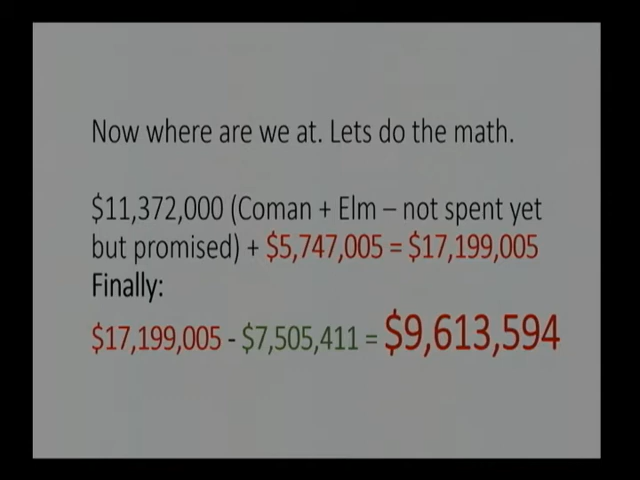 Now where are we at. Lets do the math.
$11,372,000 (Coman + Elm – not spent yet
but promised) + $5,747,005 = $17,199,005
Finally:
$17,199,005 - $7,505,411 = $9,613,594